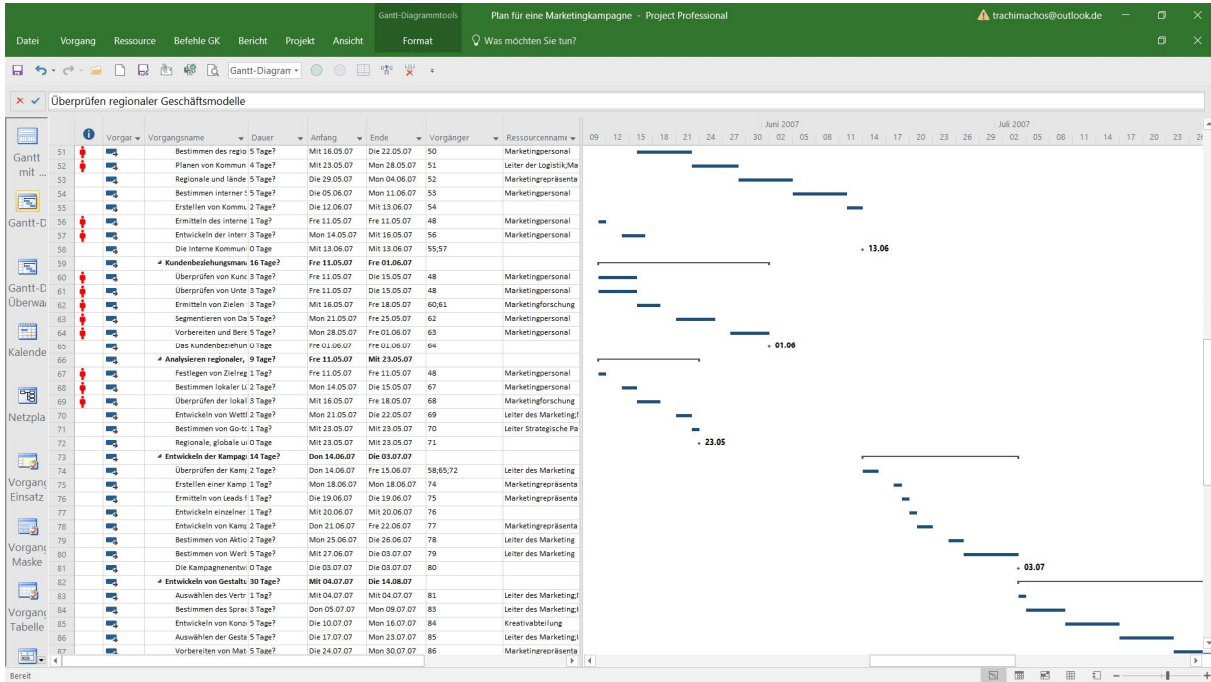 Gantt-Diagrammtools Plan für eine Marketingkampagne - Project Professional trachimachos@outlook.de
Datei Vorgang Ressource Befehle GK Bericht Projekt Ansicht Format Was möchten Sie tun?
Gantt-Diagram
Überprüfen regionaler Geschäftsmodelle
Juni 2007 Juli 2007
Vorgar Vorgangsname Dauer Anfang Ende Vorgänger Ressourcenname 09 12 15 18 21 24 27 30 02 05 08 11 14 17 20 23 26 29 02 05 08 11 14 17 20 23 26
51 Bestimmen des regio 5 Tage? Mit 16.05.07 Die 22.05.07 50 Marketingpersonal
52 Planen von Kommun 4 Tage? Mit 23.05.07 Mon 28.05.07 51 Leiter der Logistik;Ma
53 Regionale und lände 5 Tage? Die 29.05.07 Mon 04.06.07 52 Marketingrepräsenta
54 Bestimmen interner 5 Tage? Die 05.06.07 Mon 11.06.07 53 Marketingpersonal
55 Erstellen von Kommu 2 Tage? Die 12.06.07 Mit 13.06.07 54
56 Ermitteln des interne 1 Tag? Fre 11.05.07 Fre 11.05.07 48 Marketingpersonal
57 Entwickeln der interr 3 Tage? Mon 14.05.07 Mit 16.05.07 56 Marketingpersonal
58 Die Interne Kommuni 0 Tage Mit 13.06.07 Mit 13.06.07 55;57 13.06
59 Kundenbeziehungsmana 16 Tage? Fre 11.05.07 Fre 01.06.07
60 Überprüfen von Kunc 3 Tage? Fre 11.05.07 Die 15.05.07 48 Marketingpersonal
61 Überprüfen von Unte 3 Tage? Fre 11.05.07 Die 15.05.07 48 Marketingpersonal
62 Ermitteln von Zielen 3 Tage? Mit 16.05.07 Fre 18.05.07 60;61 Marketingforschung
63 Segmentieren von Da 5 Tage? Mon 21.05.07 Fre 25.05.07 62 Marketingpersonal
64 Vorbereiten und Bere 5 Tage? Mon 28.05.07 Fre 01.06.07 63 Marketingpersonal
65 Das Kundenbeziehun 0 Tage Fre 01.06.07 Fre 01.06.07 64 01.06
66 Analysieren regionaler, 9 Tage? Fre 11.05.07 Mit 23.05.07
67 Festlegen von Zielreg 1 Tag? Fre 11.05.07 Fre 11.05.07 48 Marketingpersonal
68 Bestimmen lokaler Lü 2 Tage? Mon 14.05.07 Die 15.05.07 67 Marketingpersonal
69 Überprüfen der lokal 3 Tage? Mit 16.05.07 Fre 18.05.07 68 Marketingforschung
70 Entwickeln von Wettl 2 Tage? Mon 21.05.07 Die 22.05.07 69 Leiter des Marketing;
71 Bestimmen von Go-to 1 Tag? Mit 23.05.07 Mit 23.05.07 70 Leiter Strategische Pa
72 Regionale, globale u 0 Tage Mit 23.05.07 Mit 23.05.07 71 23.05
73 Entwickeln der Kampag 14 Tage? Don 14.06.07 Die 03.07.07
74 Überprüfen der Kamp 2 Tage? Don 14.06.07 Fre 15.06.07 58;65;72 Leiter des Marketing
75 Erstellen einer Kamp 1 Tag? Mon 18.06.07 Mon 18.06.07 74 Marketingrepräsenta
76 Ermitteln von Leads f 1 Tag? Die 19.06.07 Die 19.06.07 75 Marketingrepräsenta
77 Entwickeln einzelner 1 Tag? Mit 20.06.07 Mit 20.06.07 76
78 Entwickeln von Kamp 2 Tage? Don 21.06.07 Fre 22.06.07 77 Marketingrepräsenta
79 Bestimmen von Aktio 2 Tage? Mon 25.06.07 Die 26.06.07 78 Leiter des Marketing
80 Bestimmen von Werb 5 Tage? Mit 27.06.07 Die 03.07.07 79 Leiter des Marketing
81 Die Kampagnenentwi 0 Tage Die 03.07.07 Die 03.07.07 80 03.07
82 Entwickeln von Gestaltu 30 Tage? Mit 04.07.07 Die 14.08.07
83 Auswählen des Vertr 1 Tag? Mit 04.07.07 Mit 04.07.07 81 Leiter des Marketing;
84 Bestimmen des Sprac 3 Tage? Don 05.07.07 Mon 09.07.07 83 Leiter des Marketing;
85 Entwickeln von Konz 5 Tage? Die 10.07.07 Mon 16.07.07 84 Kreativabteilung
86 Auswählen der Gesta 5 Tage? Die 17.07.07 Mon 23.07.07 85 Leiter des Marketing;
87 Vorbereiten von Mat 5 Tage? Die 24.07.07 Mon 30.07.07 86 Marketingrepräsenta
Gantt
mit ...
Gantt-D
Gantt-D
Überwa
Kalende
Netzpla
Vorgang
Einsatz
Vorgang
Maske
Vorgang
Tabelle
Bereit